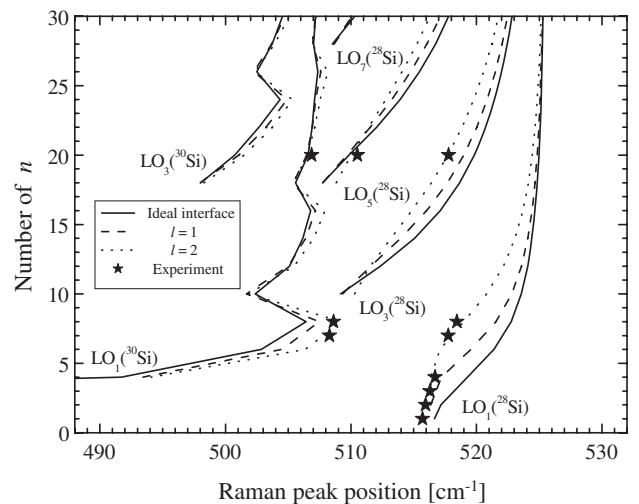 30
25
20
15
10
5
0
Number of n
LO7(28Si)
LO3(30Si)
LO5(28Si)
Ideal interface
l = 1
l = 2
Experiment
LO3(28Si)
LO1(30Si)
LO1(28Si)
490 500 510 520 530
Raman peak position [cm-1]